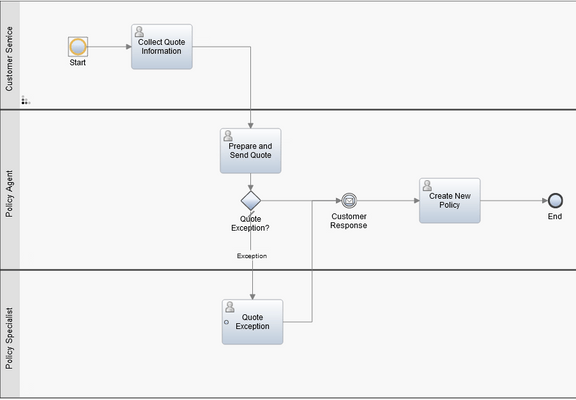 Customer Service
Start
Collect Quote
Information
Policy Agent
Prepare and
Send Quote
Quote
Exception?
Exception
Customer
Response
Create New
Policy
End
Policy Specialist
Quote
Exception